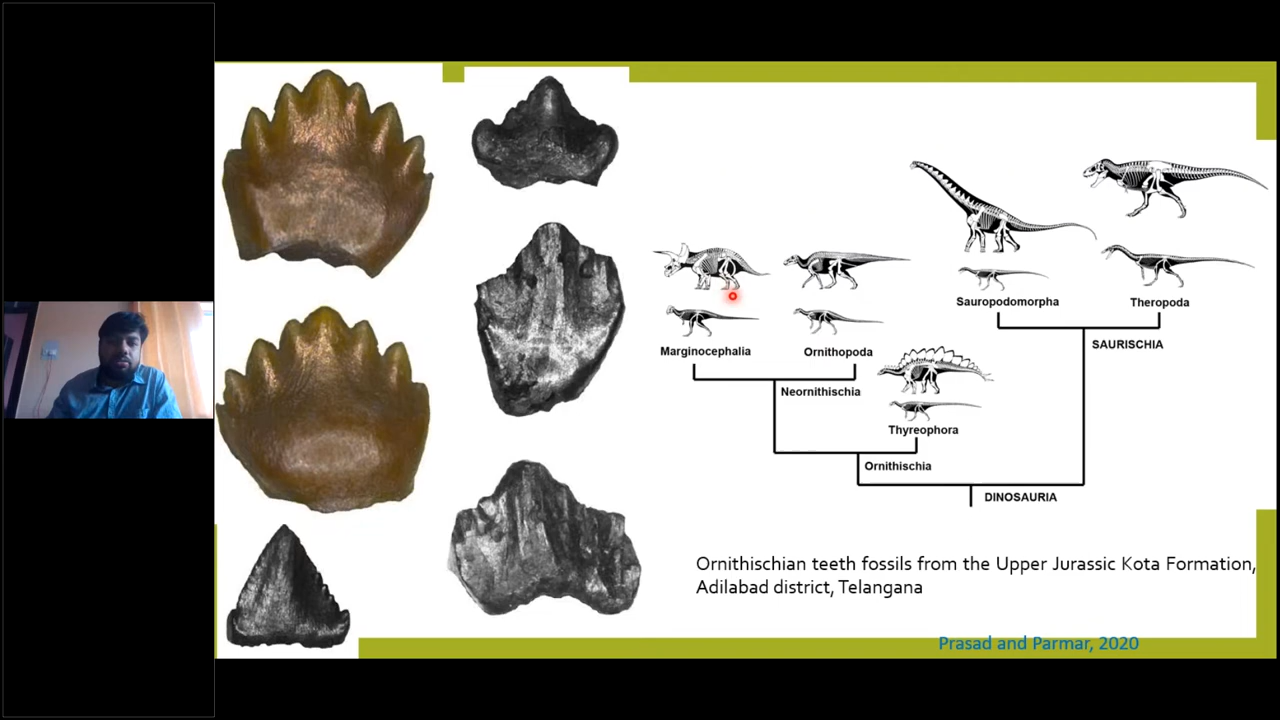 Sauropodomorpha
Theropoda
SAURISCHIA
Marginocephalia
Ornithopoda
Neornithischia
Thyreophora
Ornithischia
DINOSAURIA
Ornithischian teeth fossils from the Upper Jurassic Kota Formation,
Adilabad district, Telangana
Prasad and Parmar, 2020